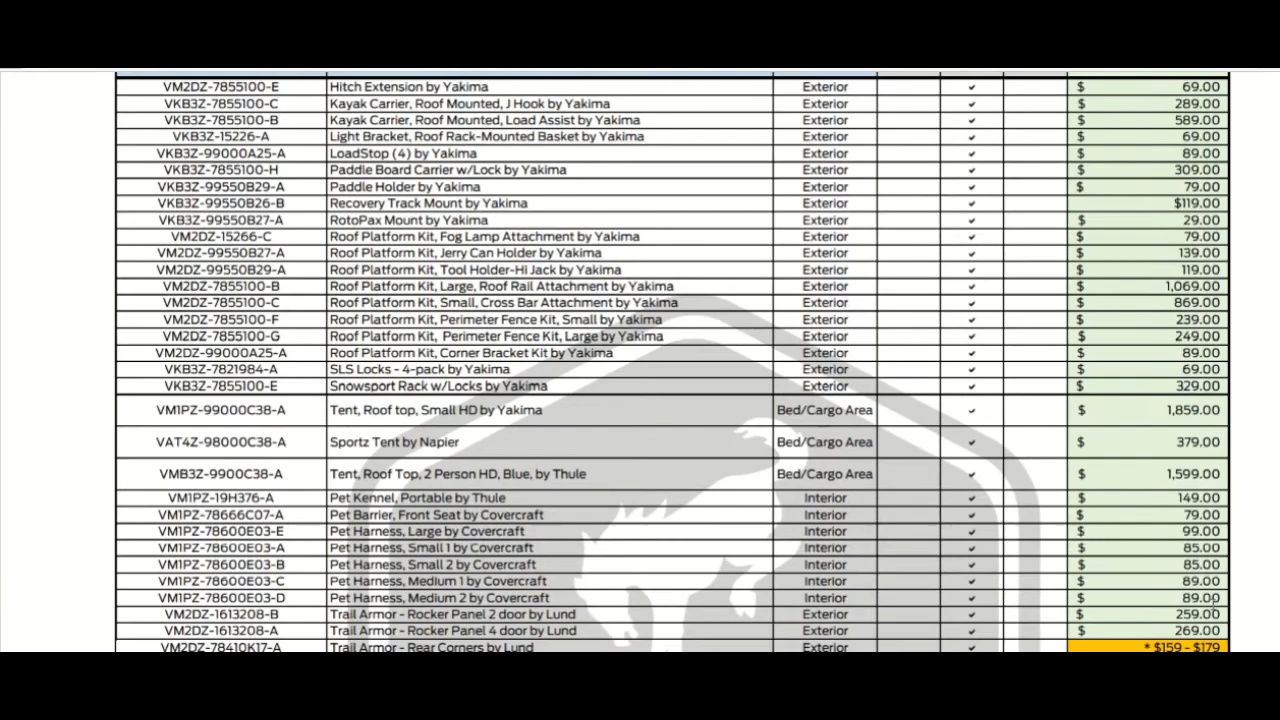 VM2DZ-7855100-E Hitch Extension by Yakima Exterior ✓ $ 69.00
VKB3Z-7855100-C Kayak Carrier, Roof Mounted, J Hook by Yakima Exterior ✓ $ 289.00
VKB3Z-7855100-B Kayak Carrier, Roof Mounted, Load Assist by Yakima Exterior ✓ $ 589.00
VKB3Z-15226-A Light Bracket, Roof Rack-Mounted Basket by Yakima Exterior ✓ $ 69.00
VKB3Z-99000A25-A LoadStop (4) by Yakima Exterior ✓ $ 89.00
VKB3Z-7855100-H Paddle Board Carrier w/Lock by Yakima Exterior ✓ $ 309.00
VKB3Z-99550B29-A Paddle Holder by Yakima Exterior ✓ $ 79.00
VKB3Z-99550B26-B Recovery Track Mount by Yakima Exterior ✓ $119.00
VKB3Z-99550B27-A RotoPax Mount by Yakima Exterior ✓ $ 29.00
VM2DZ-15266-C Roof Platform Kit, Fog Lamp Attachment by Yakima Exterior ✓ $ 79.00
VM2DZ-99550B27-A Roof Platform Kit, Jerry Can Holder by Yakima Exterior ✓ $ 139.00
VM2DZ-99550B29-A Roof Platform Kit, Tool Holder-Hi Jack by Yakima Exterior ✓ $ 119.00
VM2DZ-7855100-B Roof Platform Kit, Large, Roof Rail Attachment by Yakima Exterior ✓ $ 1,069.00
VM2DZ-7855100-C Roof Platform Kit, Small, Cross Bar Attachment by Yakima Exterior ✓ $ 869.00
VM2DZ-7855100-F Roof Platform Kit, Perimeter Fence Kit, Small by Yakima Exterior ✓ $ 239.00
VM2DZ-7855100-G Roof Platform Kit, Perimeter Fence Kit, Large by Yakima Exterior ✓ $ 249.00
VM2DZ-99000A25-A Roof Platform Kit, Corner Bracket Kit by Yakima Exterior ✓ $ 89.00
VKB3Z-7821984-A SLS Locks - 4-pack by Yakima Exterior ✓ $ 69.00
VKB3Z-7855100-E Snowsport Rack w/Locks by Yakima Exterior ✓ $ 329.00
VM1PZ-99000C38-A Tent, Roof top, Small HD by Yakima Bed/Cargo Area ✓ $ 1,859.00
VAT4Z-98000C38-A Sportz Tent by Napier Bed/Cargo Area ✓ $ 379.00
VMB3Z-9900C38-A Tent, Roof Top, 2 Person HD, Blue, by Thule Bed/Cargo Area ✓ $ 1,599.00
VM1PZ-19H376-A Pet Kennel, Portable by Thule Interior ✓ $ 149.00
VM1PZ-78666C07-A Pet Barrier, Front Seat by Covercraft Interior ✓ $ 79.00
VM1PZ-78600E03-E Pet Harness, Large by Covercraft Interior ✓ $ 99.00
VM1PZ-78600E03-A Pet Harness, Small 1 by Covercraft Interior ✓ $ 85.00
VM1PZ-78600E03-B Pet Harness, Small 2 by Covercraft Interior ✓ $ 85.00
VM1PZ-78600E03-C Pet Harness, Medium 1 by Covercraft Interior ✓ $ 89.00
VM1PZ-78600E03-D Pet Harness, Medium 2 by Covercraft Interior ✓ $ 89.00
VM2DZ-1613208-B Trail Armor - Rocker Panel 2 door by Lund Exterior ✓ $ 259.00
VM2DZ-1613208-A Trail Armor - Rocker Panel 4 door by Lund Exterior ✓ $ 269.00
VM2DZ-78410K17-A Trail Armor - Rear Corners by Lund Exterior ✓ * $159 - $179